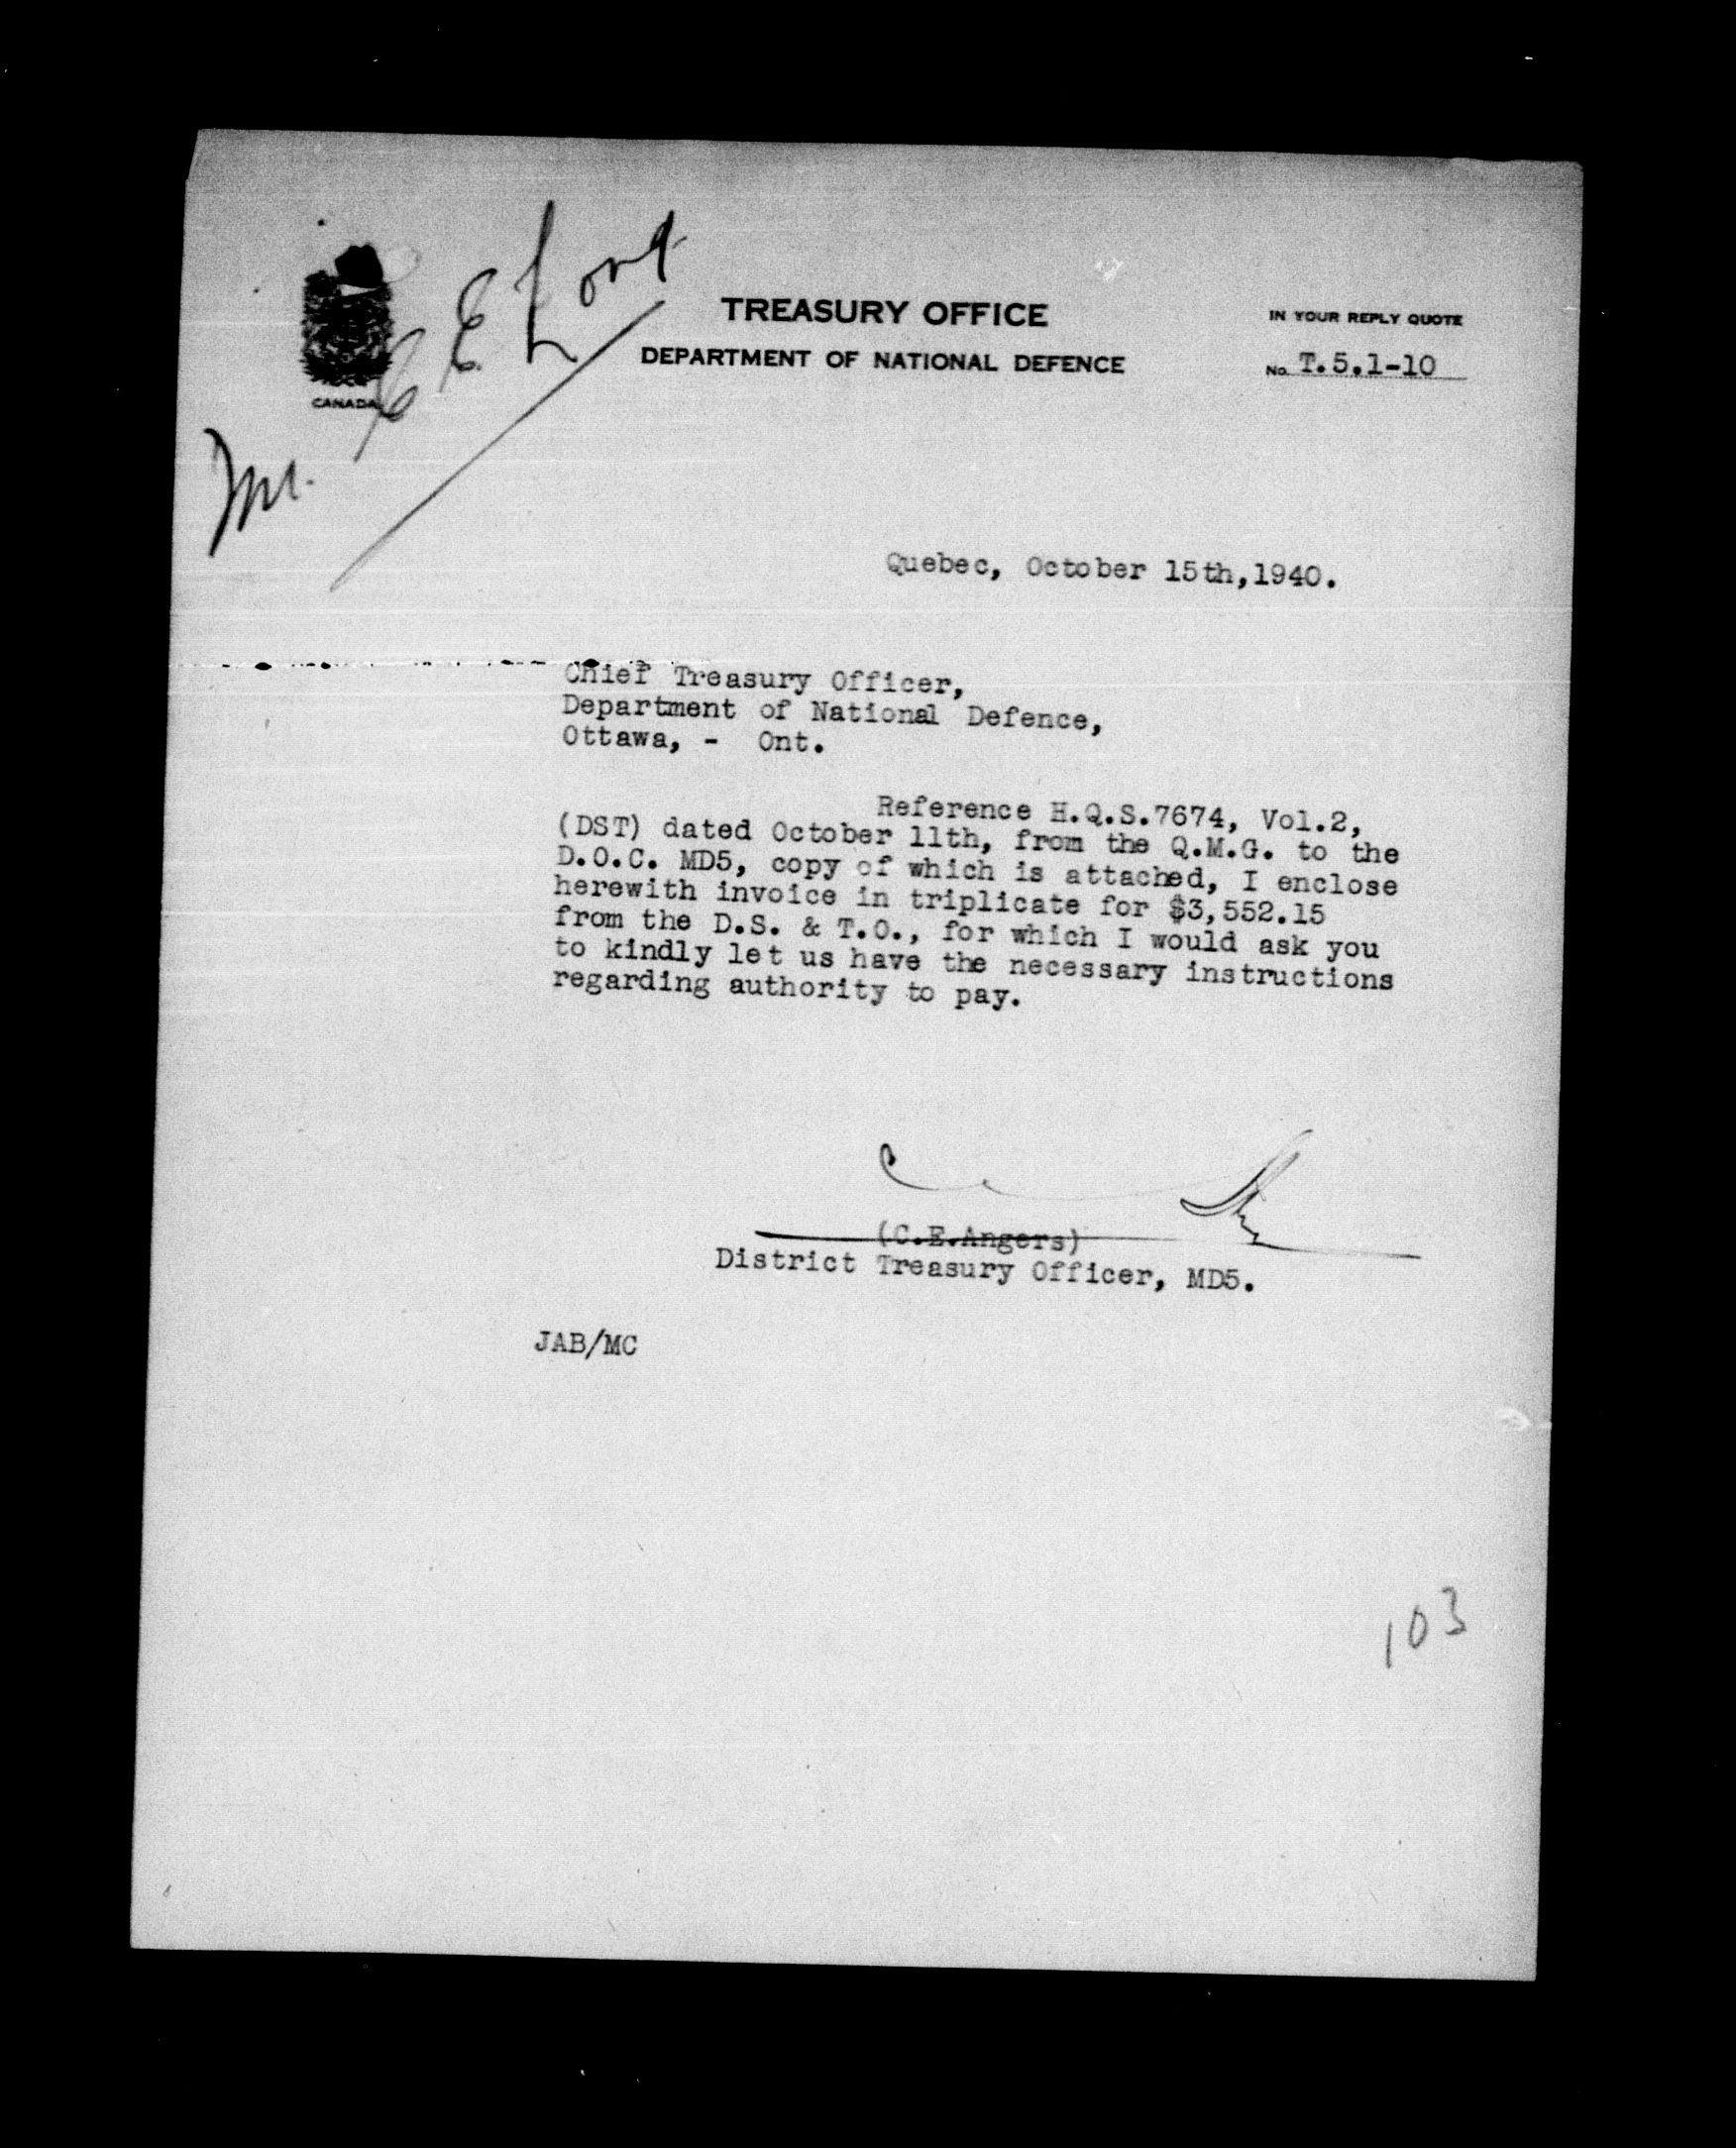 Mr. C E Long
TREASURY OFFICE
DEPARTMENT OF NATIONAL DEFENCE
IN YOUR REPLY QUOTE
No. T.5.1-10
CANADA
Quebec, October 15th,1940.
Chief Treasury Officer,
Department of National Defence,
Ottawa, - Ont.
Reference H.Q.S.7674, Vol.2,
(DST) dated October 11th, from the Q.M.G. to the
D.O.C. MD5, copy of which is attached, I enclose
herewith invoice in triplicate for $3,552.15
from the D.S. & T.O., for which I would ask you
to kindly let us have the necessary instructions
regarding authority to pay.
(C.E.Angers)
District Treasury Officer, MD5.
JAB/MC
103